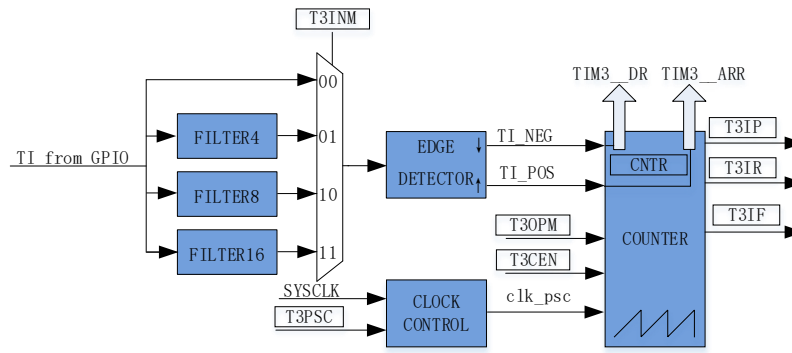 T3INM
TIM3__DR
TIM3__ARR
00
FILTER4
01
TI from GPIO
FILTER8
10
FILTER16
11
EDGE
DETECTOR
TI_NEG
TI_POS
CNTR
T3IP
T3IR
T3IF
T3OPM
COUNTER
T3CEN
SYSCLK
T3PSC
CLOCK
CONTROL
clk_psc